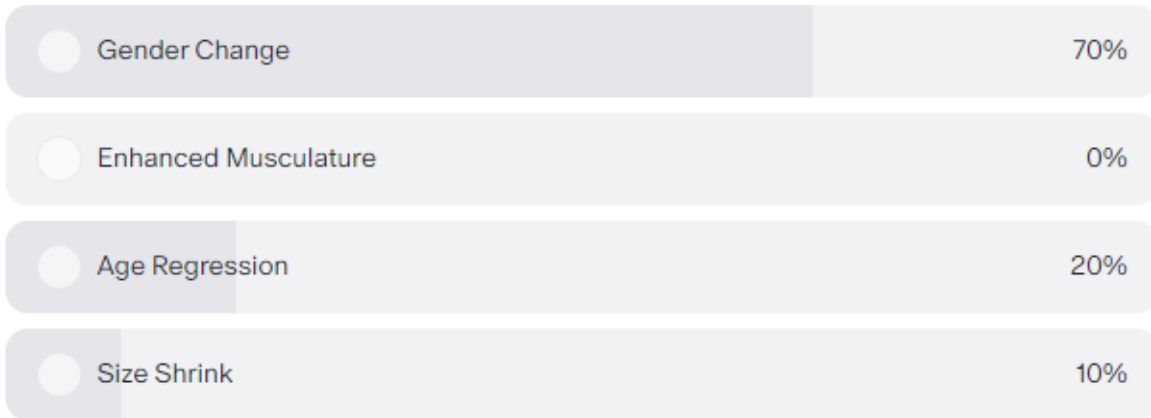 Gender Change 70%
Enhanced Musculature 0%
Age Regression 20%
Size Shrink 10%